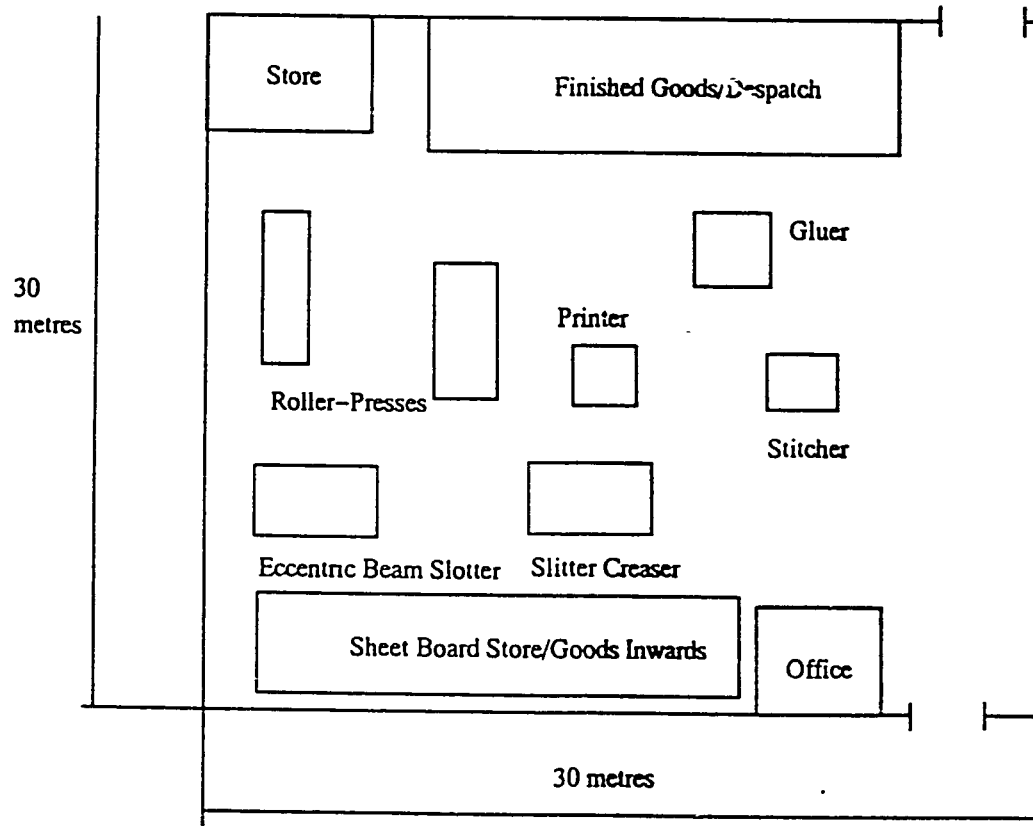 Store
Finished Goods/Despatch
Gluer
30
metres
Printer
Roller-Presses
Stitcher
Eccentric Beam Slotter
Slitter Creaser
Sheet Board Store/Goods Inwards
Office
30 metres